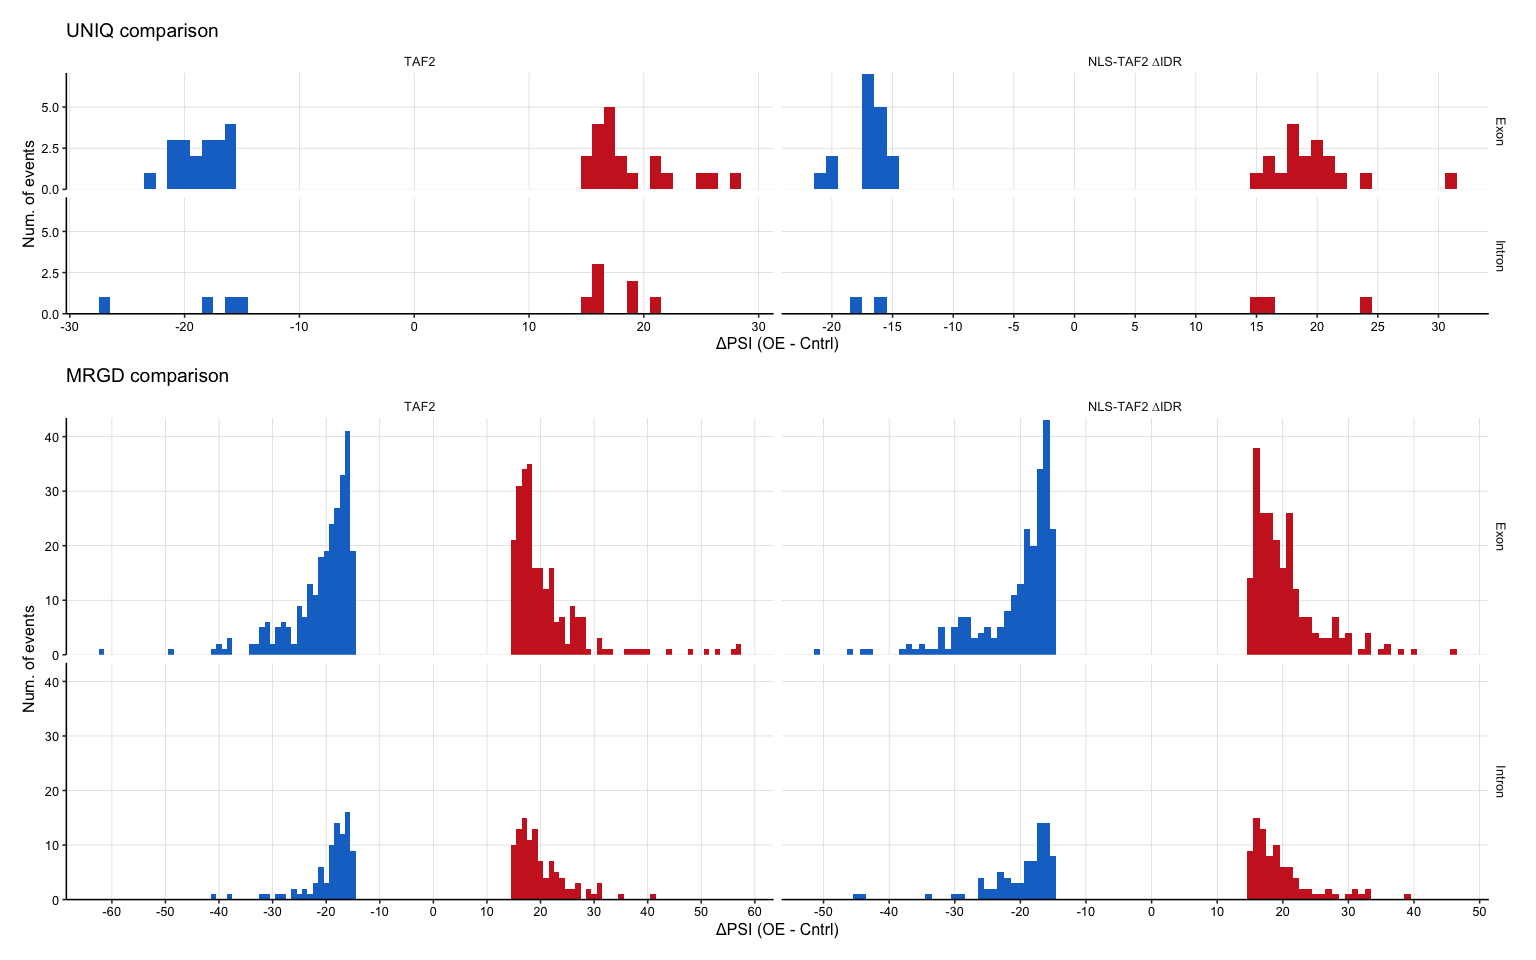 UNIQ comparison
TAF2
NLS-TAF2 ΔIDR
5.0
2.5
0.0
Exon
5.0
2.5
0.0
Intron
Num. of events
-30 -20 -10 0 10 20 30
-20 -15 -10 -5 0 5 10 15 20 25 30
ΔPSI (OE - Cntrl)
MRGD comparison
TAF2
NLS-TAF2 ΔIDR
40
30
20
10
0
Exon
40
30
20
10
0
Intron
Num. of events
-60 -50 -40 -30 -20 -10 0 10 20 30 40 50 60
-50 -40 -30 -20 -10 0 10 20 30 40 50
ΔPSI (OE - Cntrl)